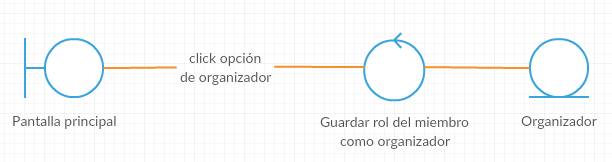 click opción
de organizador
Pantalla principal
Guardar rol del miembro
como organizador
Organizador